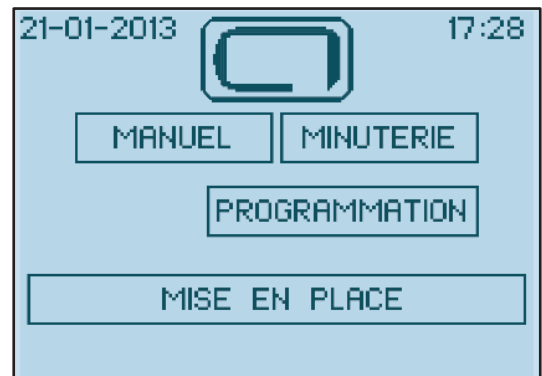 21-01-2013 17:28
MANUEL MINUTERIE
PROGRAMMATION
MISE EN PLACE